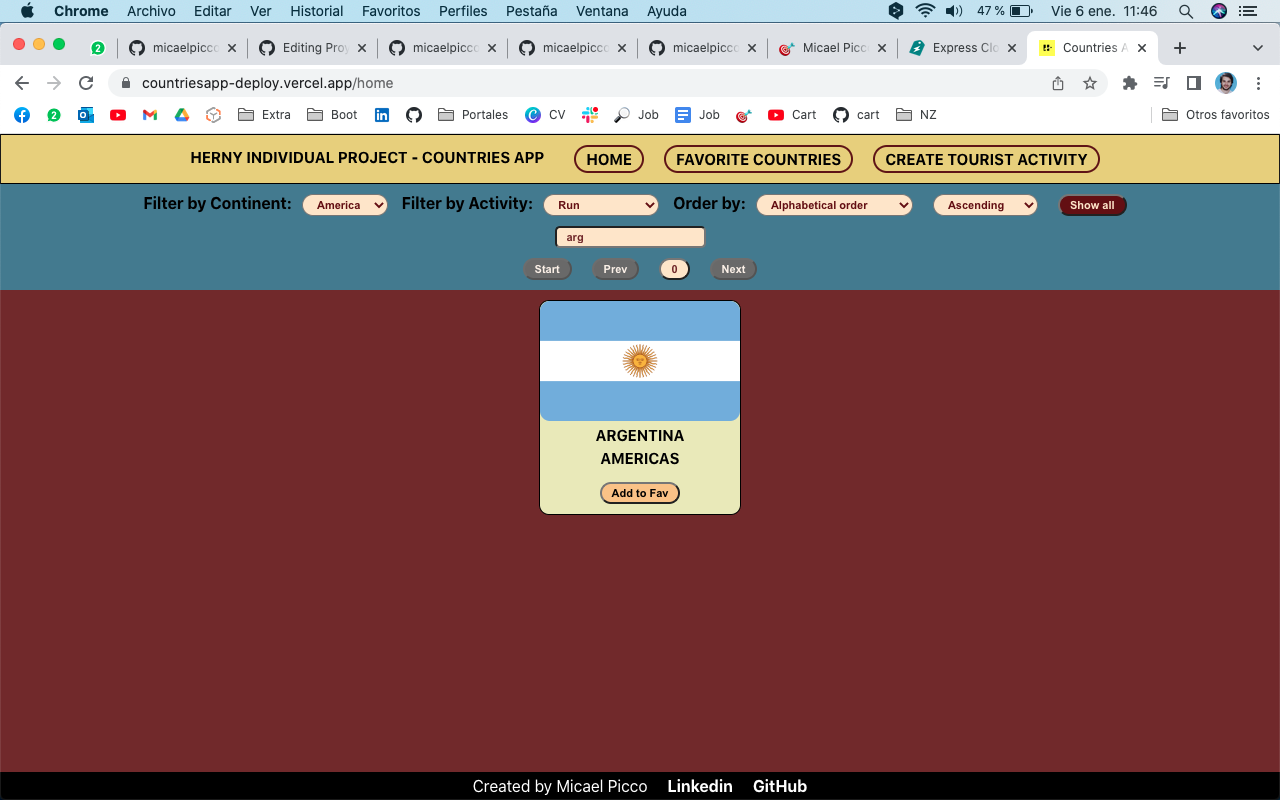 Chrome Archivo Editar Ver Historial Favoritos Perfiles Pestaña Ventana Ayuda 47 % Vie 6 ene. 11:46
2 micaelpicco Editing Proy micaelpicco micaelpicco micaelpicco Micael Picc Express Clo Countries A
countriesapp-deploy.vercel.app/home
2 Extra Boot Portales CV Job Job Cart cart NZ Otros favoritos
HERNY INDIVIDUAL PROJECT - COUNTRIES APP HOME FAVORITE COUNTRIES CREATE TOURIST ACTIVITY
Filter by Continent: America Filter by Activity: Run Order by: Alphabetical order Ascending Show all
arg
Start Prev 0 Next
ARGENTINA
AMERICAS
Add to Fav
Created by Micael Picco Linkedin GitHub